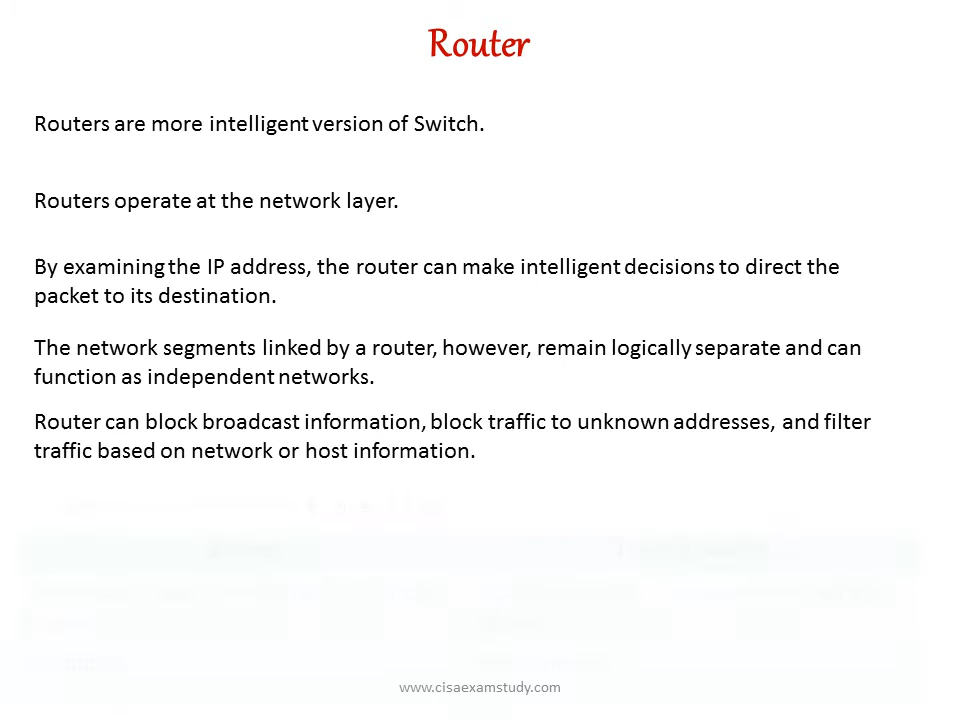 Router
Routers are more intelligent version of Switch.
Routers operate at the network layer.
By examining the IP address, the router can make intelligent decisions to direct the
packet to its destination.
The network segments linked by a router, however, remain logically separate and can
function as independent networks.
Router can block broadcast information, block traffic to unknown addresses, and filter
traffic based on network or host information.
www.cisaexamstudy.com